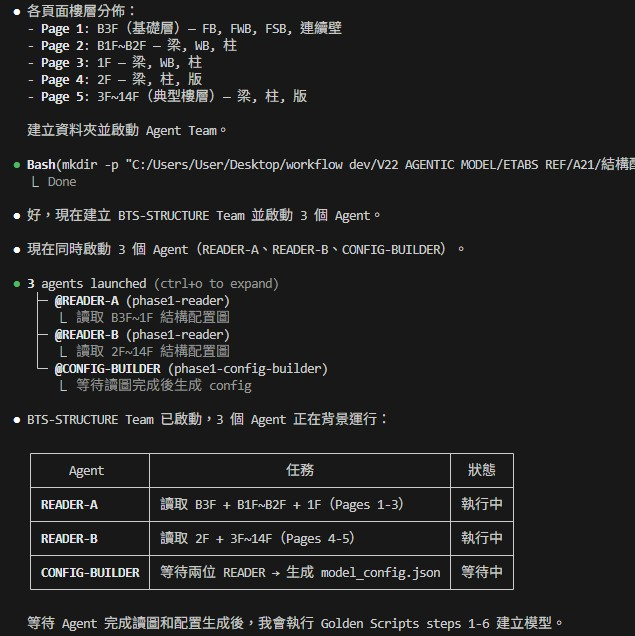 ● 各頁面樓層分佈：
- Page 1: B3F（基礎層）— FB, FWB, FSB, 連續壁
- Page 2: B1F~B2F — 梁, WB, 柱
- Page 3: 1F — 梁, WB, 柱
- Page 4: 2F — 梁, 柱, 版
- Page 5: 3F~14F（典型樓層）— 梁, 柱, 版
建立資料夾並啟動 Agent Team。
● Bash(mkdir -p "C:/Users/User/Desktop/workflow dev/V22 AGENTIC MODEL/ETABS REF/A21/結構配
Done
● 好，現在建立 BTS-STRUCTURE Team 並啟動 3 個 Agent。
● 現在同時啟動 3 個 Agent（READER-A、READER-B、CONFIG-BUILDER）。
● 3 agents launched (ctrl+o to expand)
@READER-A (phase1-reader)
讀取 B3F~1F 結構配置圖
@READER-B (phase1-reader)
讀取 2F~14F 結構配置圖
@CONFIG-BUILDER (phase1-config-builder)
等待讀圖完成後生成 config
● BTS-STRUCTURE Team 已啟動，3 個 Agent 正在背景運行：
Agent 任務 狀態
READER-A 讀取 B3F + B1F~B2F + 1F（Pages 1-3） 執行中
READER-B 讀取 2F + 3F~14F（Pages 4-5） 執行中
CONFIG-BUILDER 等待兩位 READER → 生成 model_config.json 等待中
等待 Agent 完成讀圖和配置生成後，我會執行 Golden Scripts steps 1-6 建立模型。